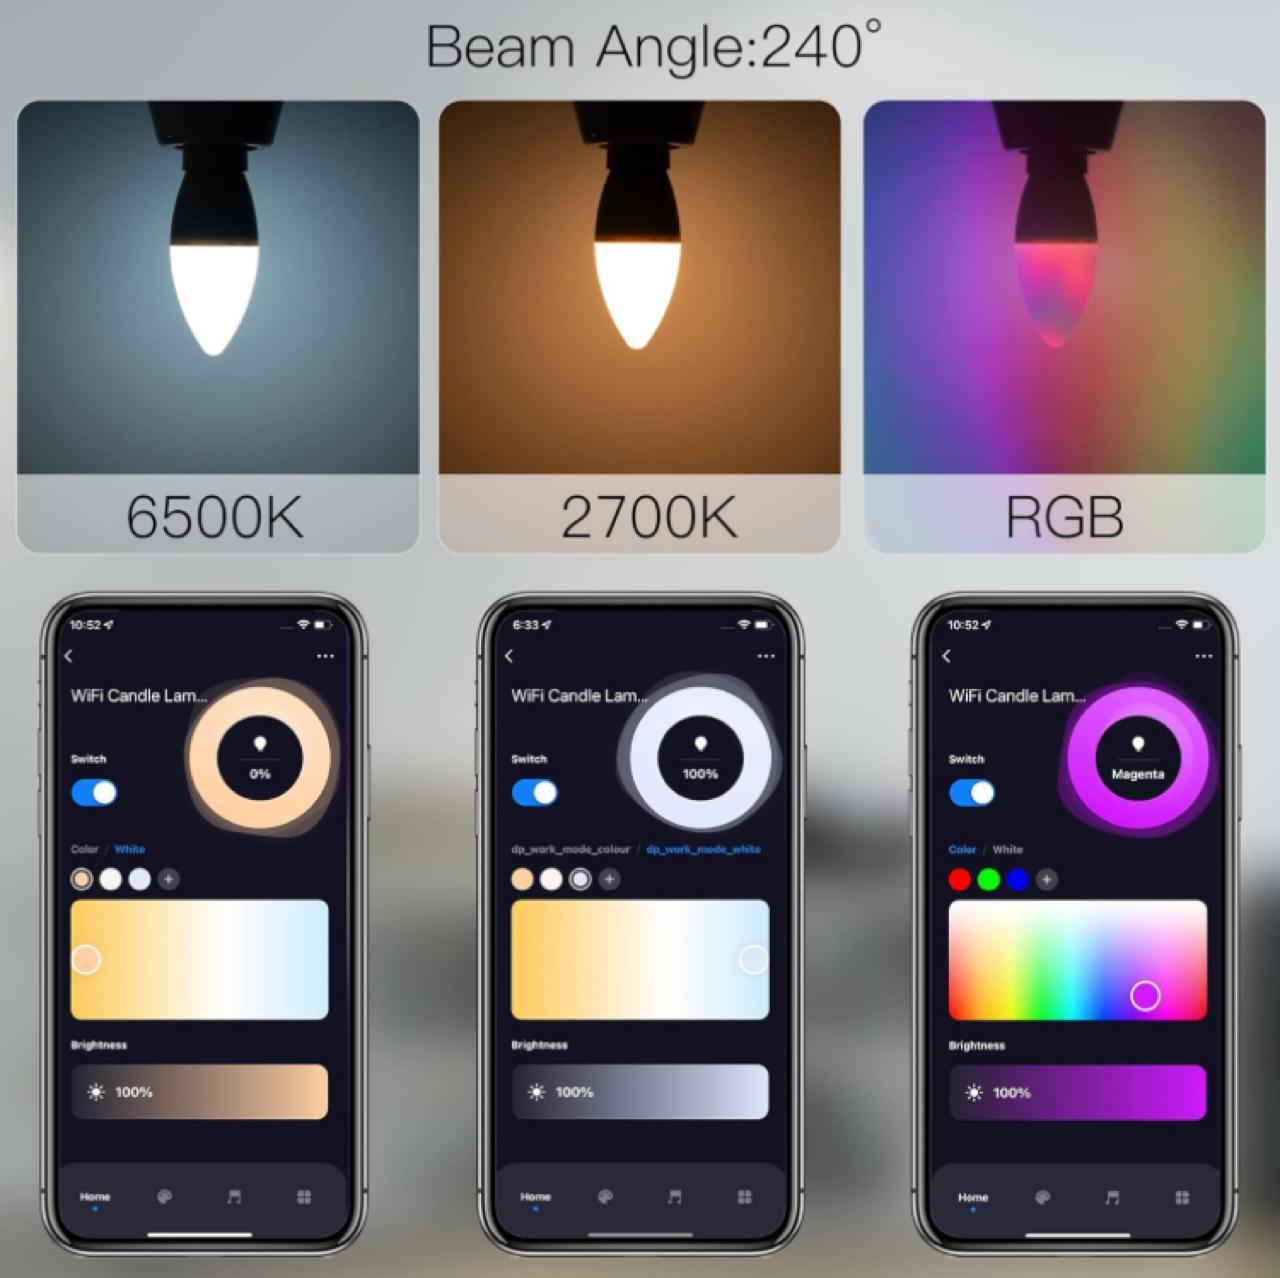 Beam Angle:240°
6500K
2700K
RGB
10:52
WiFi Candle Lam...
0%
Switch
Color / White
Brightness
100%
Home
6:33
WiFi Candle Lam...
100%
Switch
dp_work_mode_colour / dp_work_mode_white
Brightness
100%
Home
10:52
WiFi Candle Lam...
Magenta
Switch
Color / White
Brightness
100%
Home